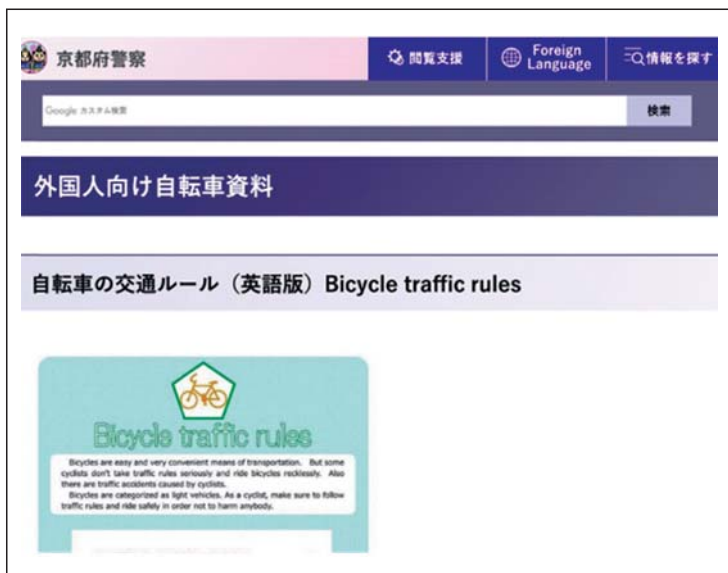 京都府警察
閲覧支援
Foreign
Language
情報を探す
Google カスタム検索
検索
外国人向け自転車資料
自転車の交通ルール（英語版）Bicycle traffic rules
Bicycle traffic rules
Bicycles are easy and very convenient means of transportation. But some
cyclists don't take traffic rules seriously and ride bicycles recklessly. Also
there are traffic accidents caused by cyclists.
Bicycles are categorized as light vehicles. As a cyclist, make sure to follow
traffic rules and ride safely in order not to harm anybody.